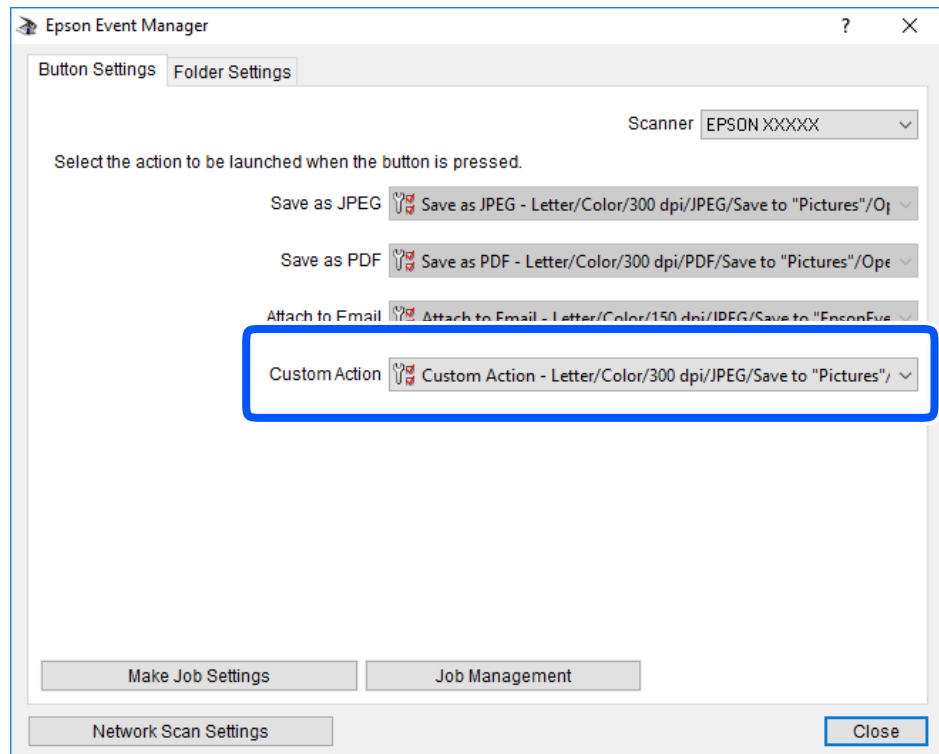 Epson Event Manager
Button Settings
Folder Settings
Scanner EPSON XXXXX
Select the action to be launched when the button is pressed.
Save as JPEG Save as JPEG - Letter/Color/300 dpi/JPEG/Save to "Pictures"/Op
Save as PDF Save as PDF - Letter/Color/300 dpi/PDF/Save to "Pictures"/Ope
Attach to Email Attach to Email - Letter/Color/150 dpi/JPEG/Save to "EpsonEve
Custom Action Custom Action - Letter/Color/300 dpi/JPEG/Save to "Pictures"/
Make Job Settings
Job Management
Network Scan Settings
Close